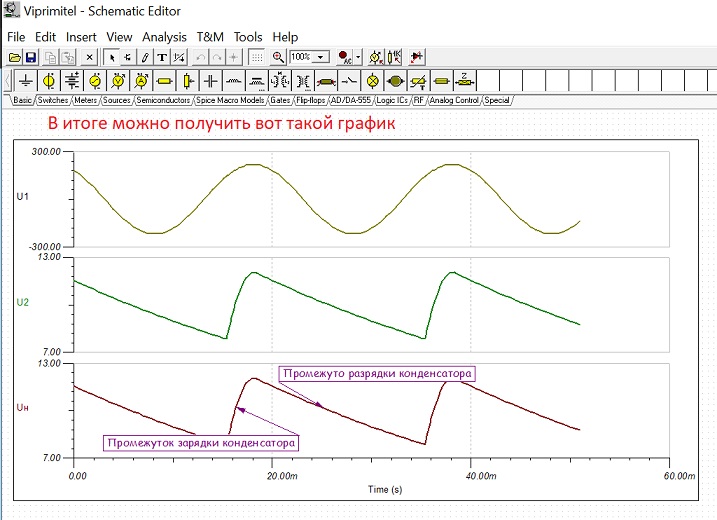 Viprimitel - Schematic Editor
File Edit Insert View Analysis T&M Tools Help
100%
Basic Switches Meters Sources Semiconductors Spice Macro Models Gates Flip-flops AD/DA-555 Logic ICs RF Analog Control Special
В итоге можно получить вот такой график
300.00
U1
-300.00
13.00
U2
7.00
13.00
Промежуто разрядки конденсатора
Uн
Промежуток зарядки конденсатора
7.00
0.00 20.00m 40.00m 60.00m
Time (s)